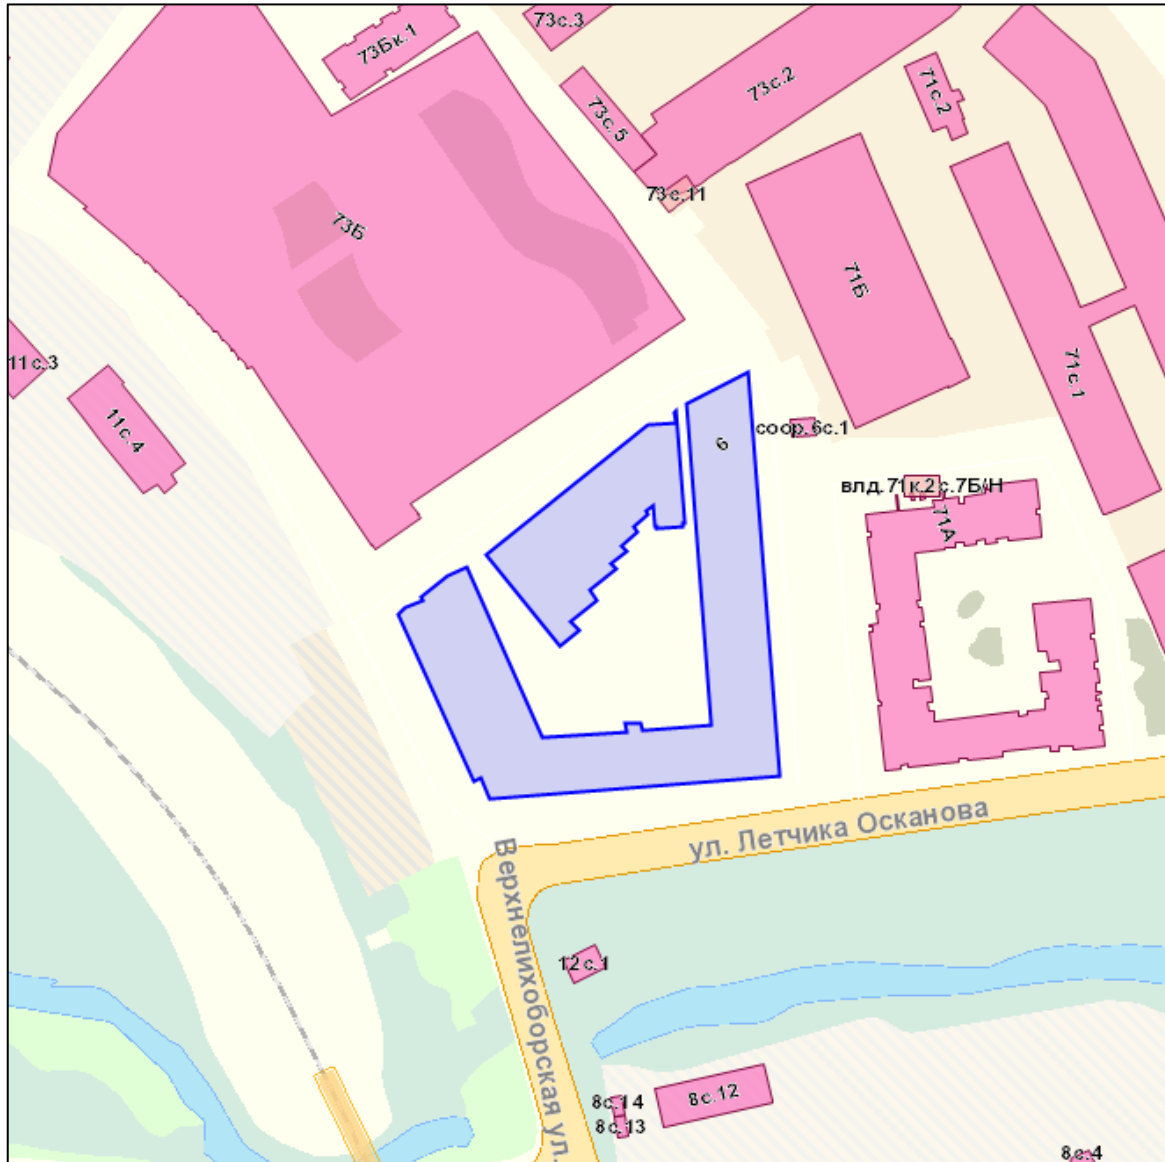 73с.3
73Бк.1
73с.2
71с.2
73с.5
73с.11
73Б
71Б
11с.3
71с.1
11с.4
6
соор.6с.1
влд.71к.2с.7Б/Н
71А
ул. Летчика Осканова
Верхнелихоборская ул.
12с.1
8с.12
8с.14
8с.13
8с.4